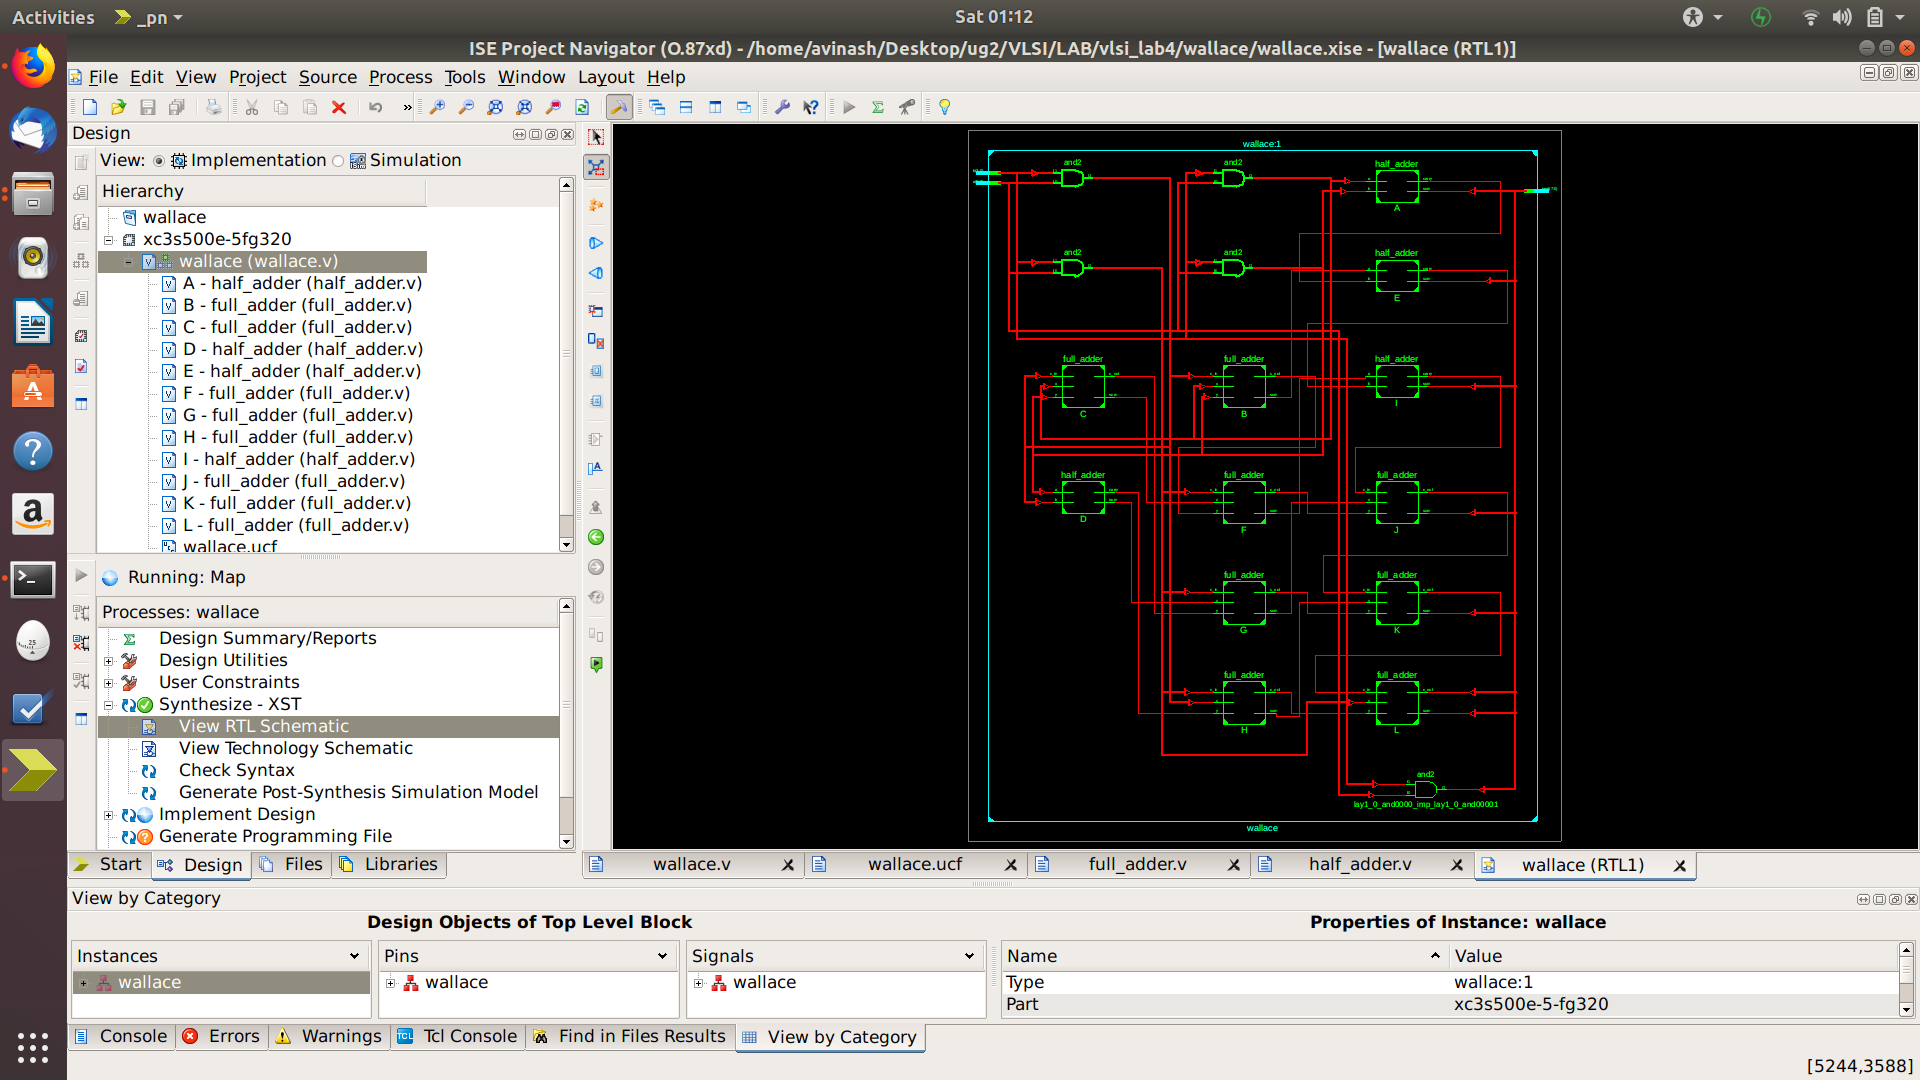 Activities
_pn
Sat 01:12
ISE Project Navigator (O.87xd) - /home/avinash/Desktop/ug2/VLSI/LAB/vlsi_lab4/wallace/wallace.xise - [wallace (RTL1)]
File Edit View Project Source Process Tools Window Layout Help
Design
View: Implementation Simulation
Hierarchy
wallace
xc3s500e-5fg320
wallace (wallace.v)
A - half_adder (half_adder.v)
B - full_adder (full_adder.v)
C - full_adder (full_adder.v)
D - half_adder (half_adder.v)
E - half_adder (half_adder.v)
F - full_adder (full_adder.v)
G - full_adder (full_adder.v)
H - full_adder (full_adder.v)
I - half_adder (half_adder.v)
J - full_adder (full_adder.v)
K - full_adder (full_adder.v)
L - full_adder (full_adder.v)
wallace.ucf
Running: Map
Processes: wallace
Design Summary/Reports
Design Utilities
User Constraints
Synthesize - XST
View RTL Schematic
View Technology Schematic
Check Syntax
Generate Post-Synthesis Simulation Model
Implement Design
Generate Programming File
Start Design Files Libraries
wallace:1
and2 and2 half_adder
A
and2 and2 half_adder
E
full_adder full_adder half_adder
C B I
half_adder full_adder full_adder
D F J
full_adder full_adder
G K
full_adder full_adder
H L
and2
lay1_0_and0000_imp_lay1_0_and00001
wallace
wallace.v wallace.ucf full_adder.v half_adder.v wallace (RTL1)
View by Category
Design Objects of Top Level Block
Properties of Instance: wallace
Instances Pins Signals Name Value
wallace wallace wallace Type wallace:1
Part xc3s500e-5-fg320
Console Errors Warnings Tcl Console Find in Files Results View by Category
[5244,3588]